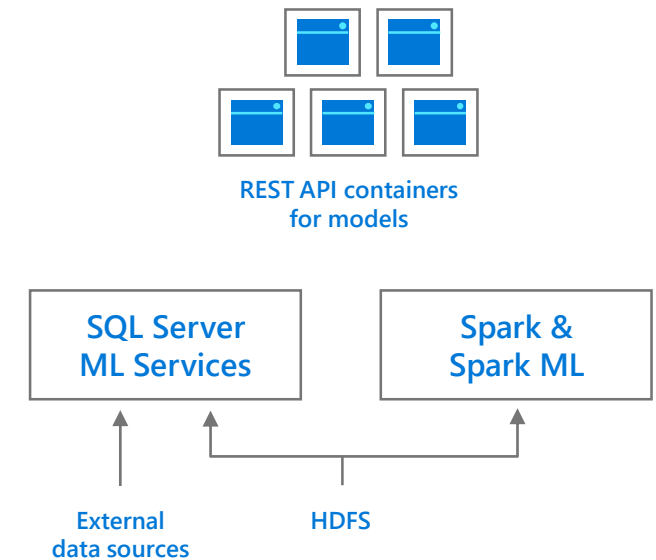 REST API containers
for models
SQL Server
ML Services
Spark &
Spark ML
External
data sources
HDFS